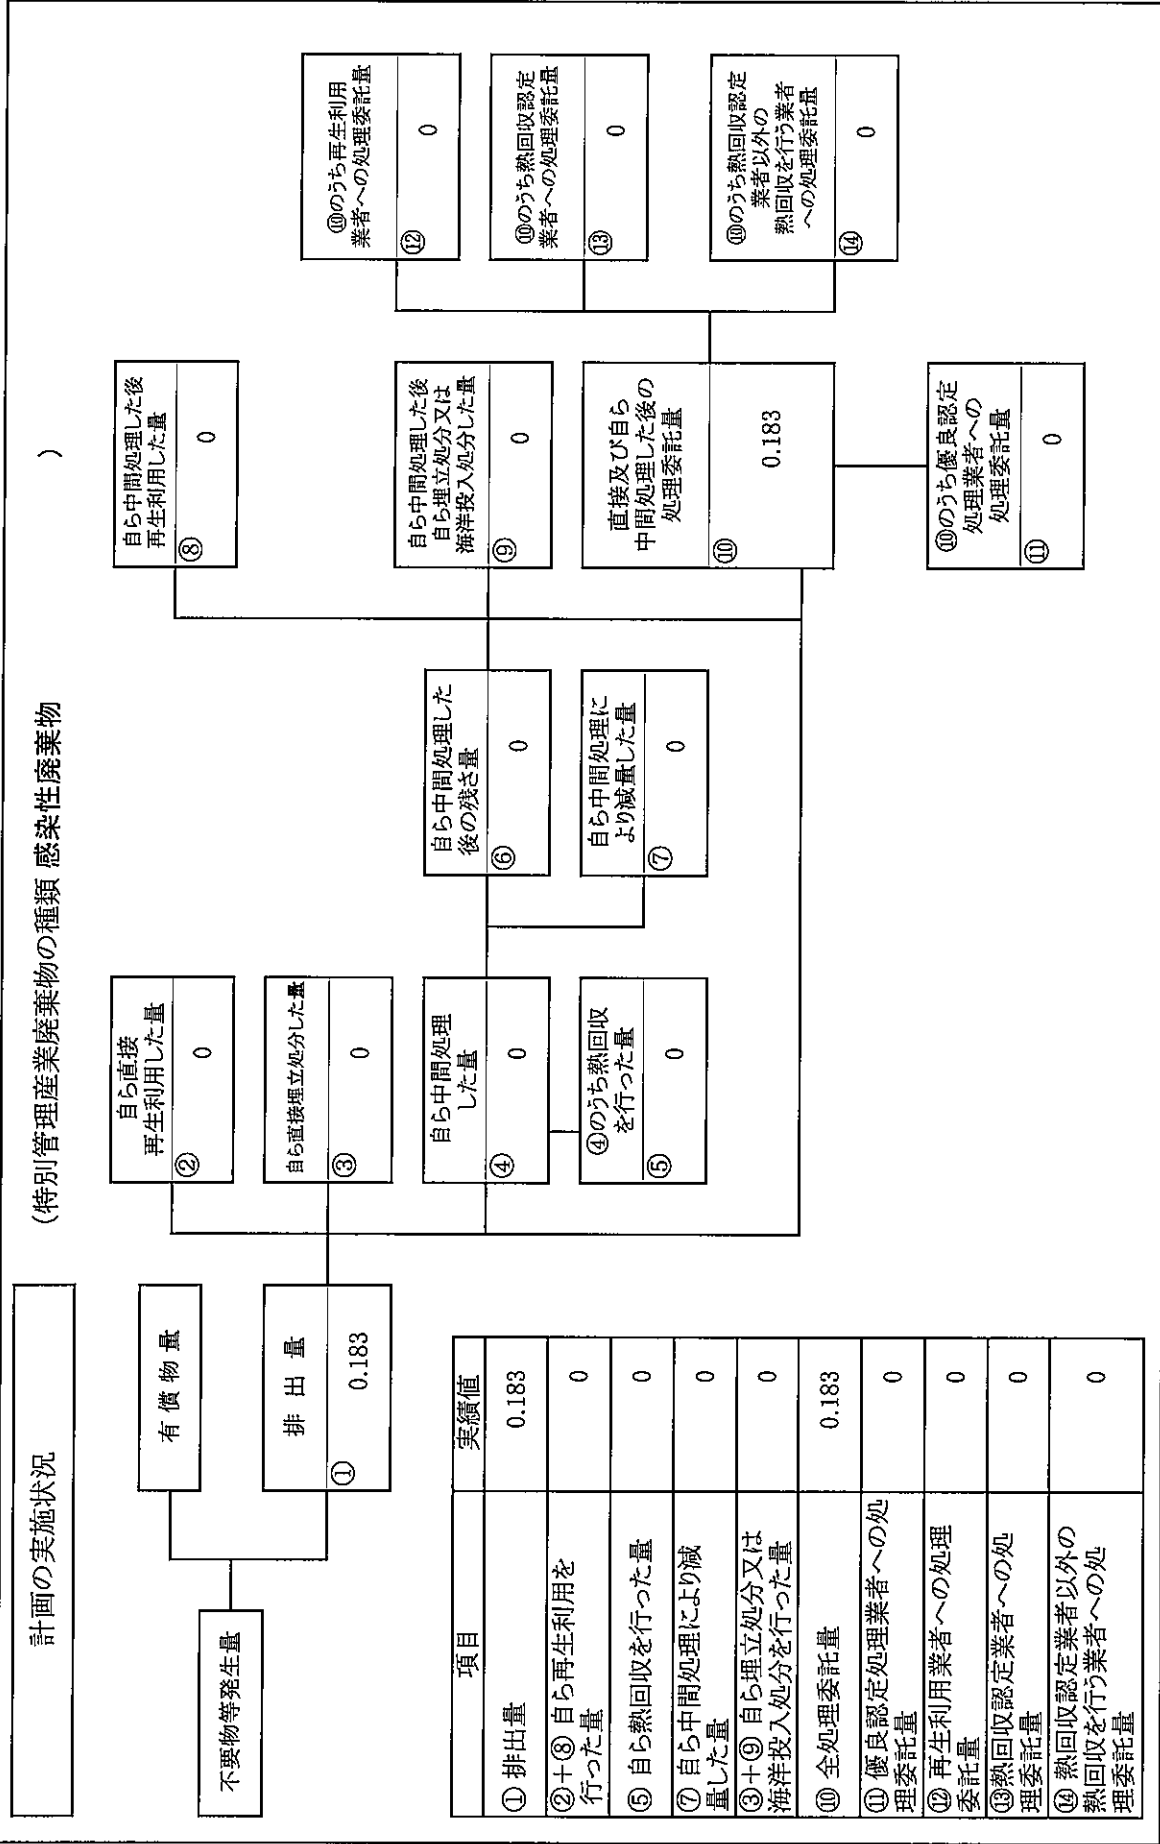 計画の実施状況
(特別管理産業廃棄物の種類 感染性廃棄物 )
不要物等発生量
有 償 物 量
排 出 量
① 0.183
自ら直接
再生利用した量
② 0
自ら直接埋立処分した量
③ 0
自ら中間処理
した量
④ 0
④のうち熱回収
を行った量
⑤ 0
自ら中間処理した
後の残さ量
⑥ 0
自ら中間処理に
より減量した量
⑦ 0
自ら中間処理した後
再生利用した量
⑧ 0
自ら中間処理した後
自ら埋立処分又は
海洋投入処分した量
⑨ 0
直接及び自ら
中間処理した後の
処理委託量
⑩ 0.183
⑩のうち優良認定
処理業者への
処理委託量
⑪ 0
⑩のうち再生利用
業者への処理委託量
⑫ 0
⑩のうち熱回収認定
業者への処理委託量
⑬ 0
⑩のうち熱回収認定
業者以外の
熱回収を行う業者
への処理委託量
⑭ 0
項目 実績値
① 排出量 0.183
②+⑧ 自ら再生利用を
行った量 0
⑤ 自ら熱回収を行った量 0
⑦ 自ら中間処理により減
量した量 0
③+⑨ 自ら埋立処分又は
海洋投入処分を行った量 0
⑩ 全処理委託量 0.183
⑪ 優良認定処理業者への処
理委託量 0
⑫ 再生利用業者への処理
委託量 0
⑬熱回収認定業者への処
理委託量 0
⑭ 熱回収認定業者以外の
熱回収を行う業者への処
理委託量 0